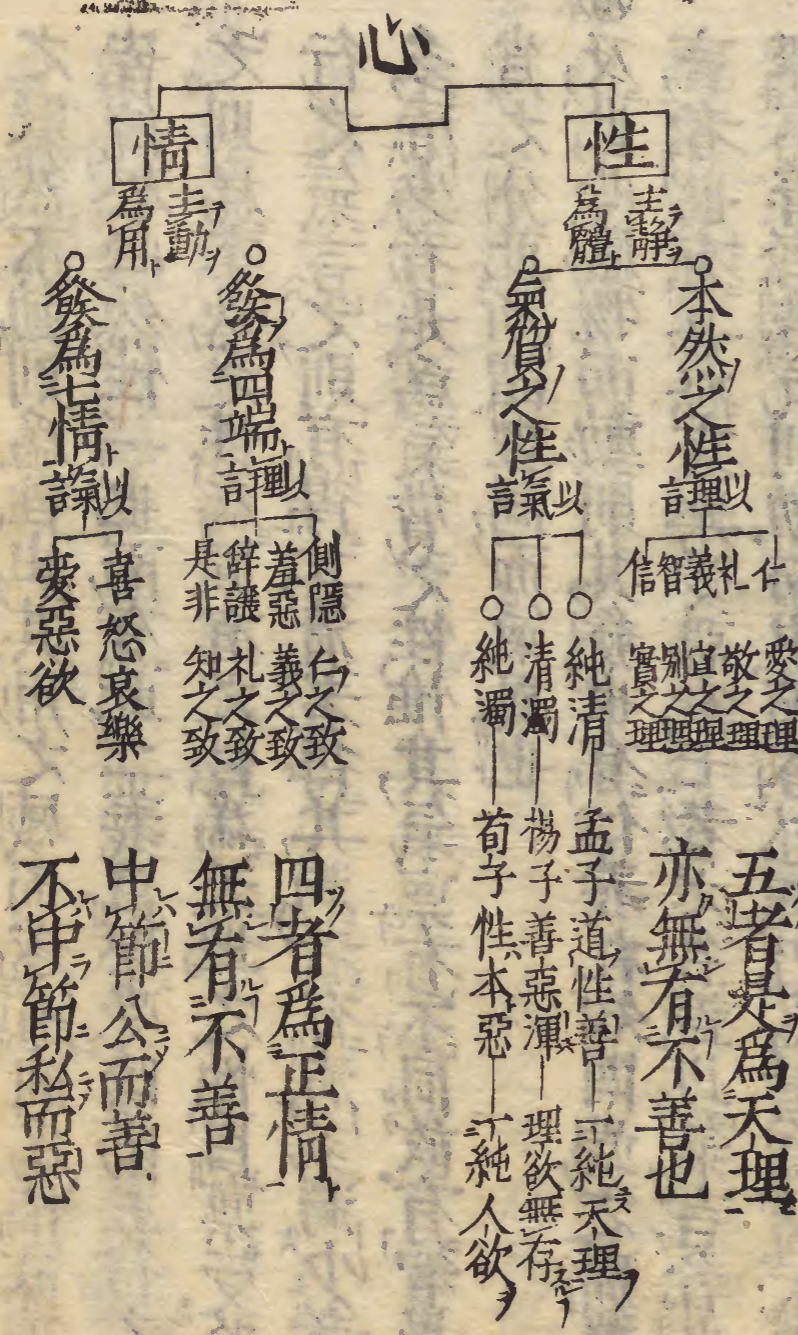 心
性
主靜ヲ
為體ト
本然之性
以理言
仁 愛之理
礼 敬之理
義 宜之理
智 別之理
信 實之理
五者是為天理
亦無有不善也
氣質之性
以氣言
純清 孟子道性善 一純天理
清濁 楊子善惡渾 理欲無存
純濁 荀子性本惡 一純人欲
情
主動ヲ
為用ト
發為四端
以理言
側隱 仁之致
羞惡 義之致
辞讓 礼之致
是非 知之致
四者為正情
無有不善
發為七情
以氣言
喜怒哀樂
愛惡欲
中節公而善
不中節私而惡